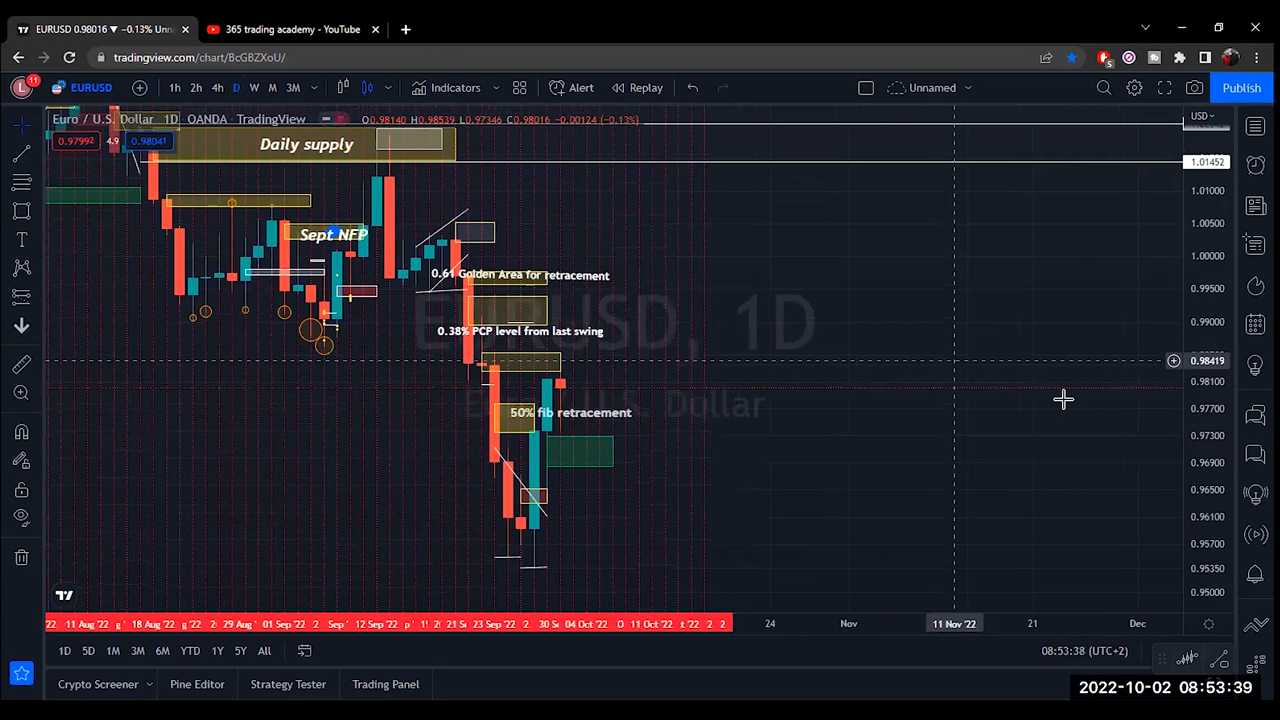 EURUSD 0.98016 ▼ −0.13% Unn
365 trading academy - YouTube
tradingview.com/chart/BcGBZXoU/
5
L
11
EURUSD
1h 2h 4h D W M 3M
Indicators
Alert
Replay
Unnamed
Publish
Euro / U.S. Dollar 1D OANDA TradingView
O0.98140 H0.98539 L0.97346 C0.98016 −0.00124 (−0.13%)
USD
0.97992 4.9 0.98041
Daily supply
1.01452
1.01000
1.00500
Sept NFP
1.00000
0.61 Golden Area for retracement
0.99500
EURUSD, 1D
0.99000
0.38% PCP level from last swing
0.98419
0.98100
Euro / U.S. Dollar
0.97700
50% fib retracement
0.97300
0.96900
0.96500
0.96100
0.95700
0.95350
0.95000
'22 11 Aug '22 18 Aug '22 29 Aug 01 Sep '22 Sep ' 21 S 23 Sep '22 30 S 04 Oct '22 11 Oct '22 24 Nov 11 Nov '22 21 Dec
1D 5D 1M 3M 6M YTD 1Y 5Y All
08:53:38 (UTC+2)
Crypto Screener Pine Editor Strategy Tester Trading Panel
2022-10-02 08:53:39